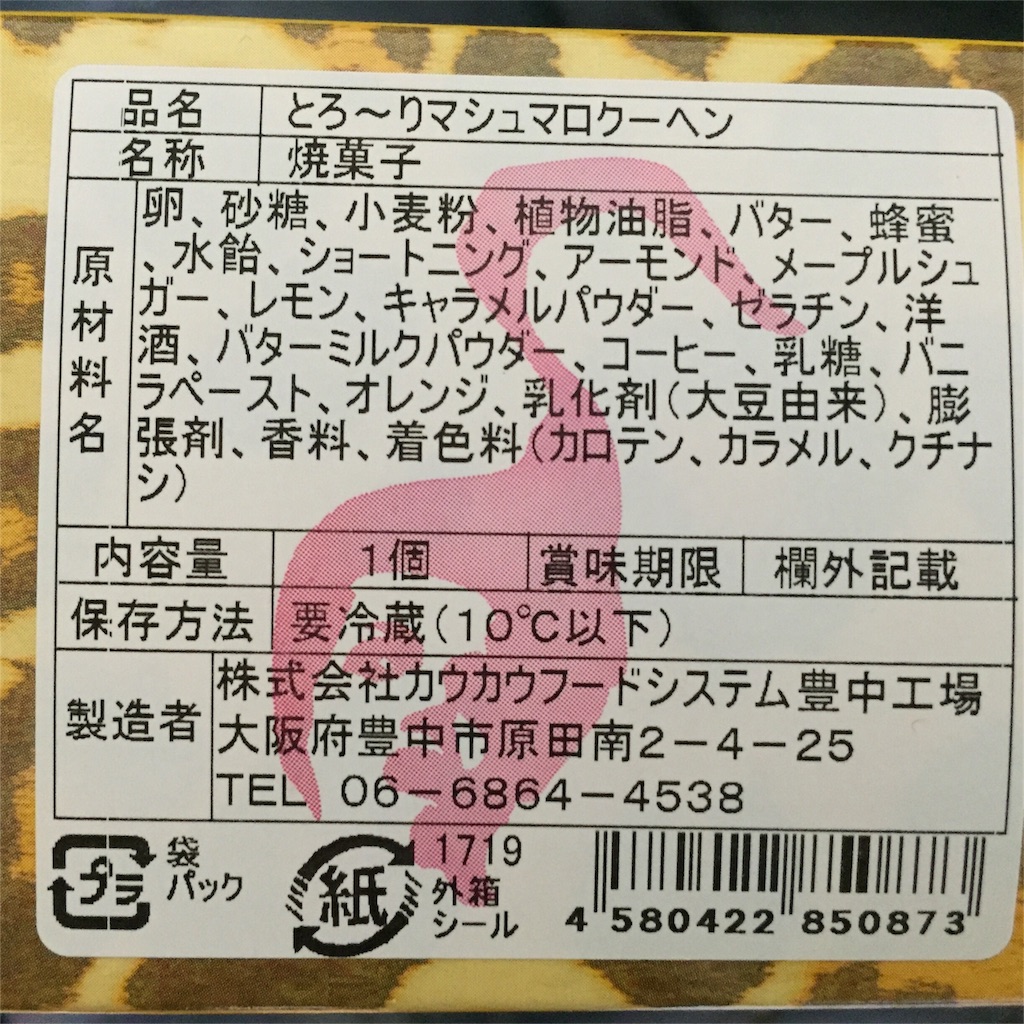 品名 とろ～りマシュマロクーヘン
名称 焼菓子
原材料名
卵、砂糖、小麦粉、植物油脂、バター、蜂蜜
、水飴、ショートニング、アーモンド、メープルシュ
ガー、レモン、キャラメルパウダー、ゼラチン、洋
酒、バターミルクパウダー、コーヒー、乳糖、バニ
ラペースト、オレンジ、乳化剤(大豆由来)、膨
張剤、香料、着色料(カロテン、カラメル、クチナ
シ)
内容量 1個 賞味期限 欄外記載
保存方法 要冷蔵(10℃以下)
製造者
株式会社カウカウフードシステム豊中工場
大阪府豊中市原田南2－4－25
TEL 06－6864－4538
プラ
袋
パック
紙
1719
外箱
シール
4 580422 850873